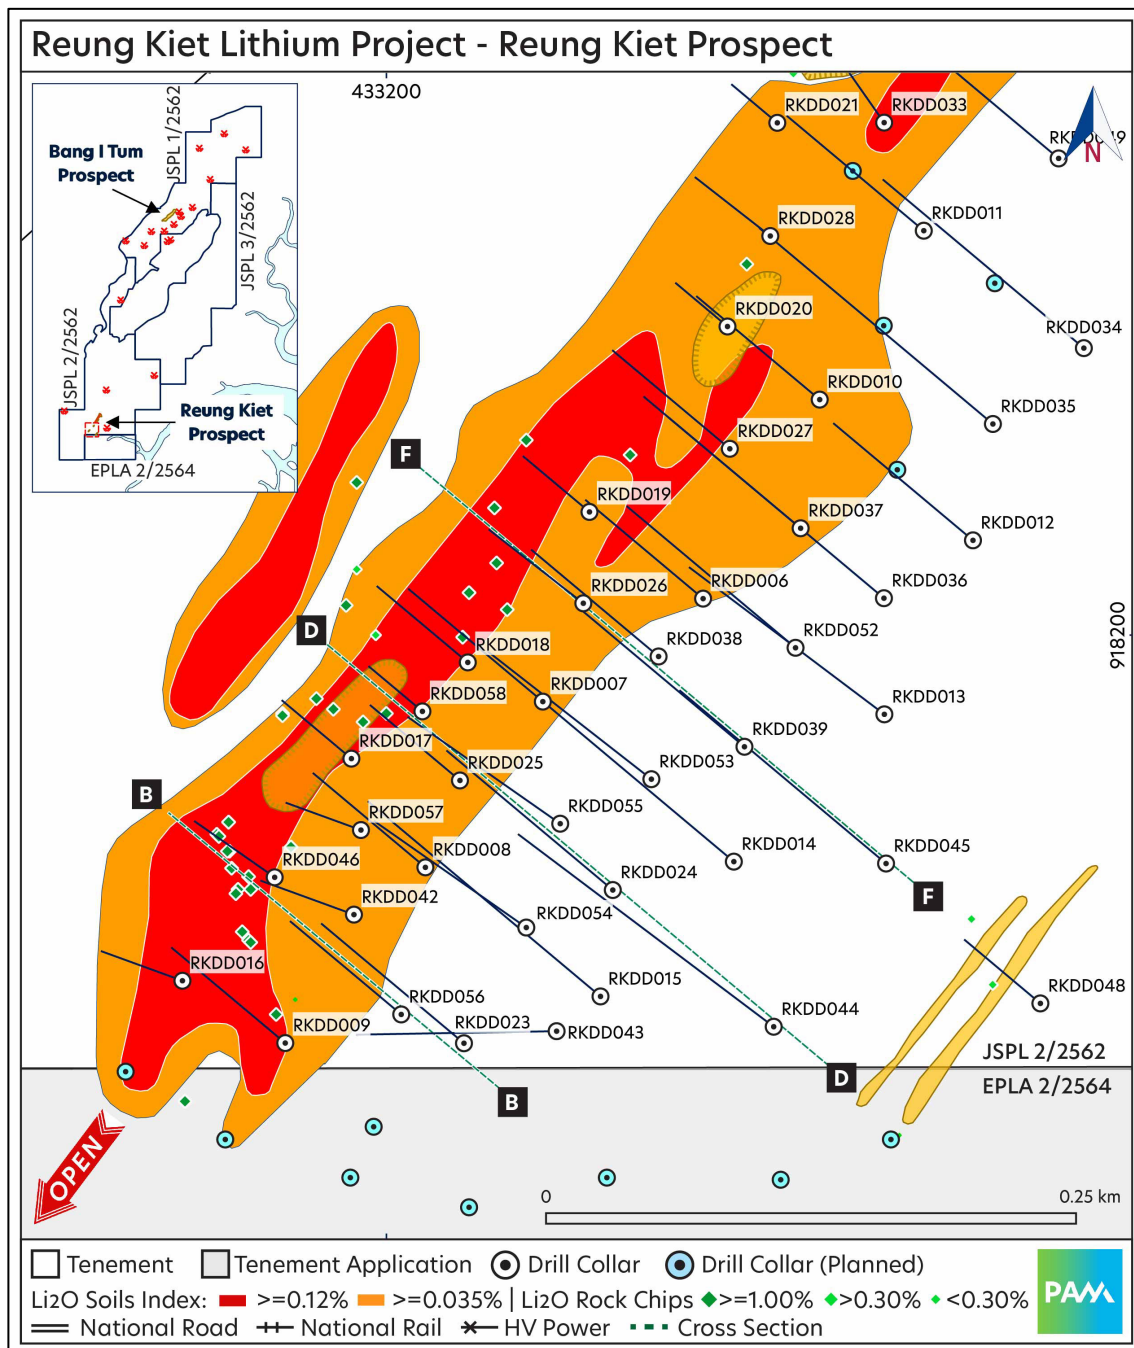 Reung Kiet Lithium Project - Reung Kiet Prospect
433200
918200
N
Bang I Tum
Prospect
JSPL 1/2562
JSPL 3/2562
JSPL 2/2562
Reung Kiet
Prospect
EPLA 2/2564
RKDD021
RKDD033
RKDD011
RKDD028
RKDD034
RKDD020
RKDD010
RKDD035
RKDD027
F
RKDD019
RKDD037
RKDD012
RKDD026
RKDD006
RKDD036
D
RKDD018
RKDD038
RKDD052
RKDD058
RKDD007
RKDD013
RKDD017
RKDD025
RKDD053
RKDD039
B
RKDD057
RKDD055
RKDD046
RKDD008
RKDD014
RKDD045
RKDD042
RKDD024
F
RKDD054
RKDD016
RKDD015
RKDD056
RKDD048
RKDD009
RKDD023
RKDD043
RKDD044
JSPL 2/2562
D
EPLA 2/2564
B
OPEN
0
0.25 km
Tenement
Tenement Application
Drill Collar
Drill Collar (Planned)
Li2O Soils Index: >=0.12% >=0.035% | Li2O Rock Chips >=1.00% >0.30% <0.30%
National Road National Rail HV Power Cross Section
PAM